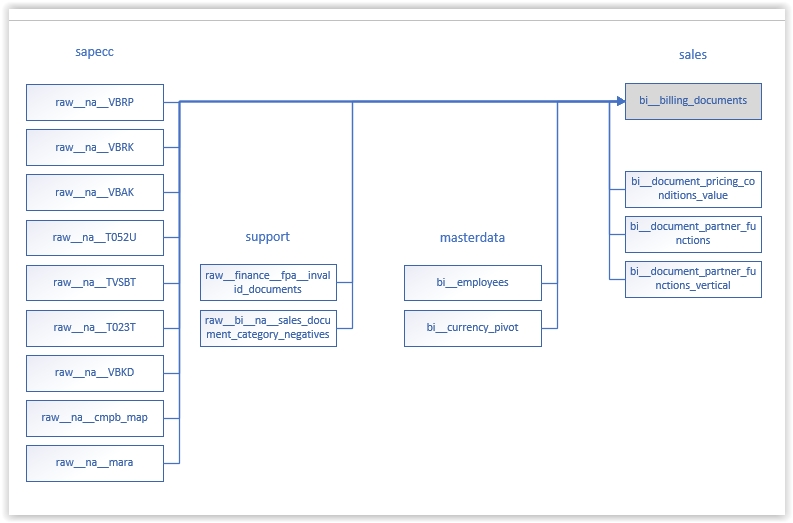 sapecc
raw__na__VBRP
raw__na__VBRK
raw__na__VBAK
raw__na__T052U
raw__na__TVSBT
raw__na__T023T
raw__na__VBKD
raw__na__cmpb_map
raw__na__mara
support
raw__finance__fpa__inval
id_documents
raw__bi__na__sales_docu
ment_category_negatives
masterdata
bi__employees
bi__currency_pivot
sales
bi__billing_documents
bi__document_pricing_co
nditions_value
bi__document_partner_fu
nctions
bi__document_partner_fu
nctions_vertical